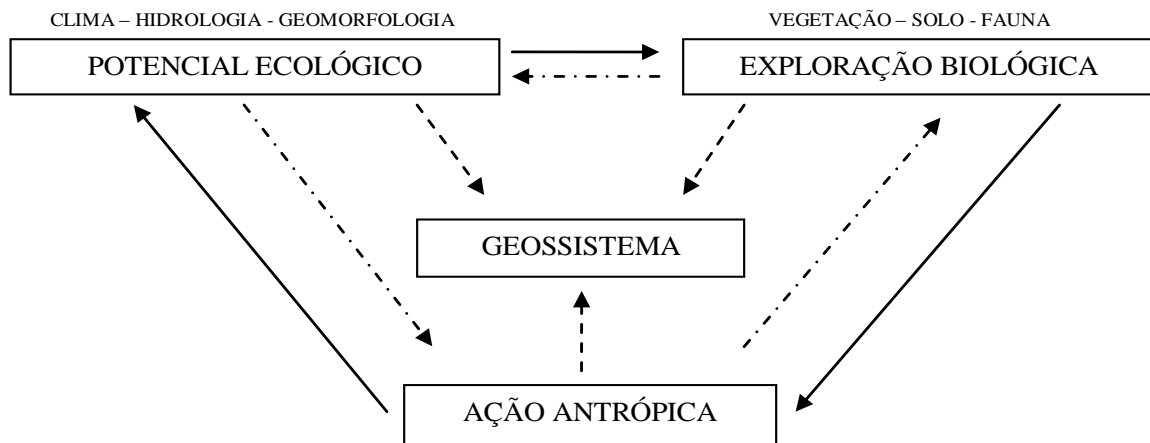 CLIMA – HIDROLOGIA - GEOMORFOLOGIA
VEGETAÇÃO – SOLO - FAUNA
POTENCIAL ECOLÓGICO
EXPLORAÇÃO BIOLÓGICA
GEOSSISTEMA
AÇÃO ANTRÓPICA